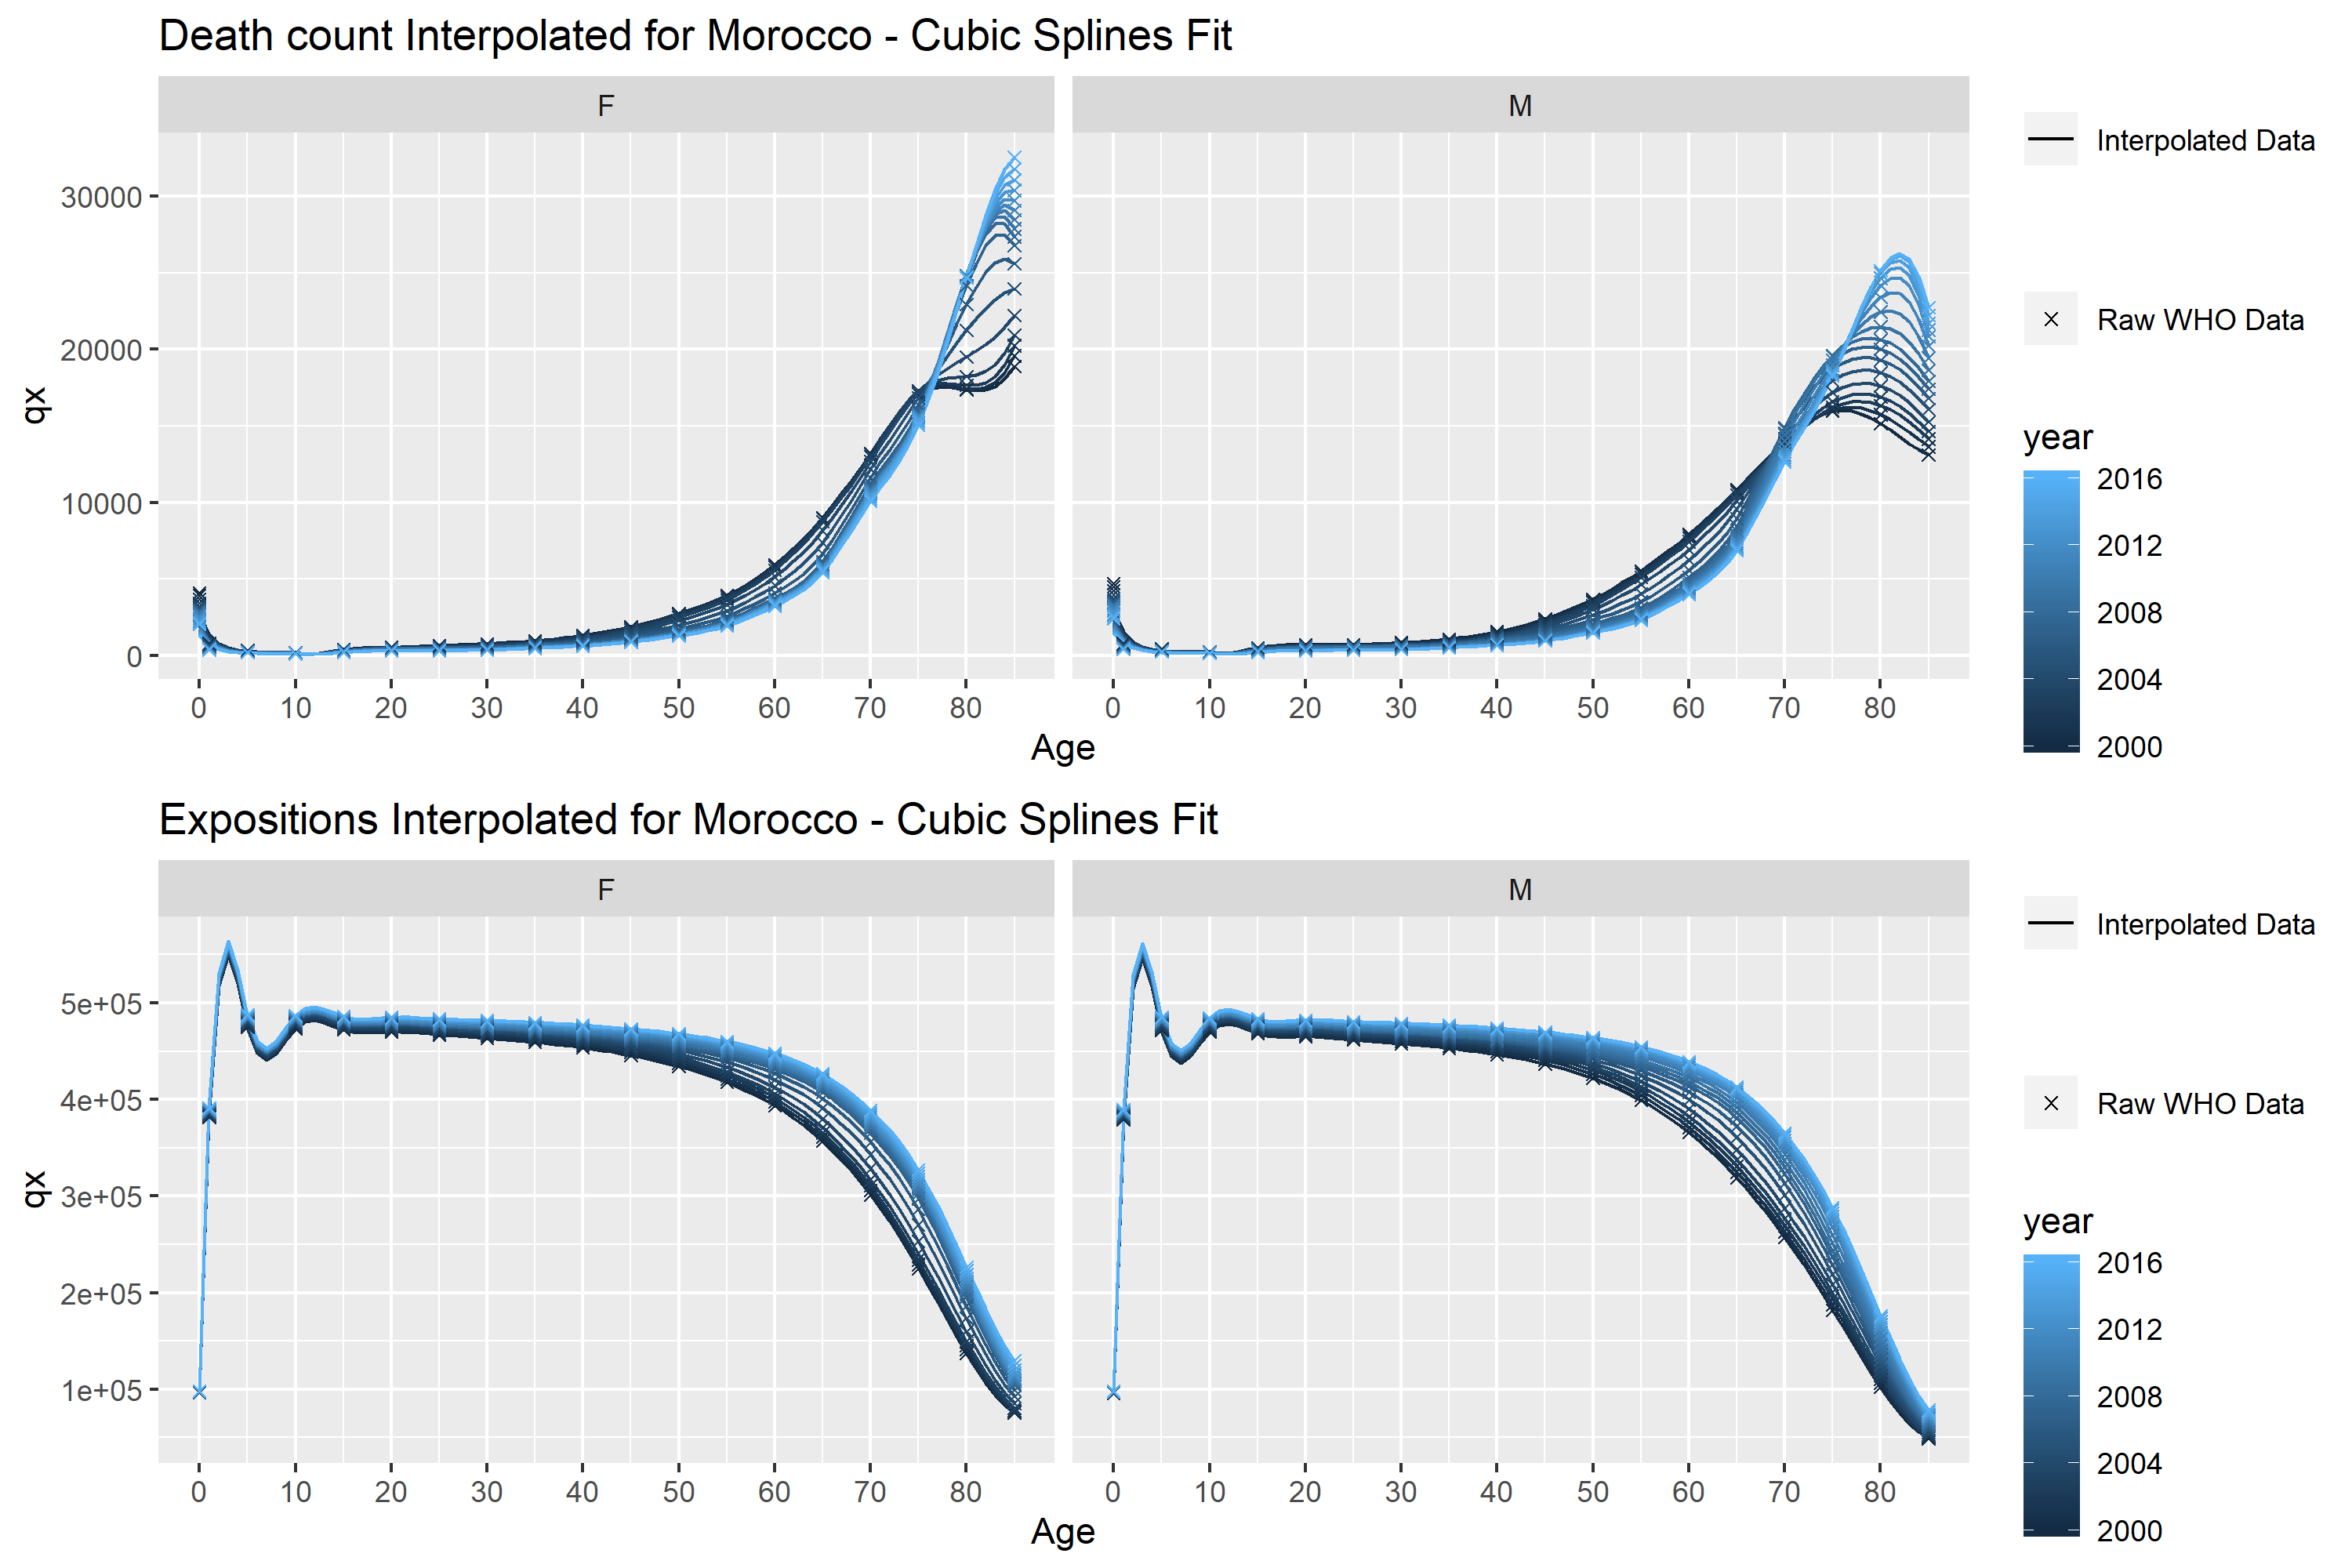 Death count Interpolated for Morocco - Cubic Splines Fit
F
M
30000
20000
10000
0
qx
0 10 20 30 40 50 60 70 80
0 10 20 30 40 50 60 70 80
Age
Interpolated Data
Raw WHO Data
year
2016
2012
2008
2004
2000
Expositions Interpolated for Morocco - Cubic Splines Fit
F
M
5e+05
4e+05
3e+05
2e+05
1e+05
qx
0 10 20 30 40 50 60 70 80
0 10 20 30 40 50 60 70 80
Age
Interpolated Data
Raw WHO Data
year
2016
2012
2008
2004
2000